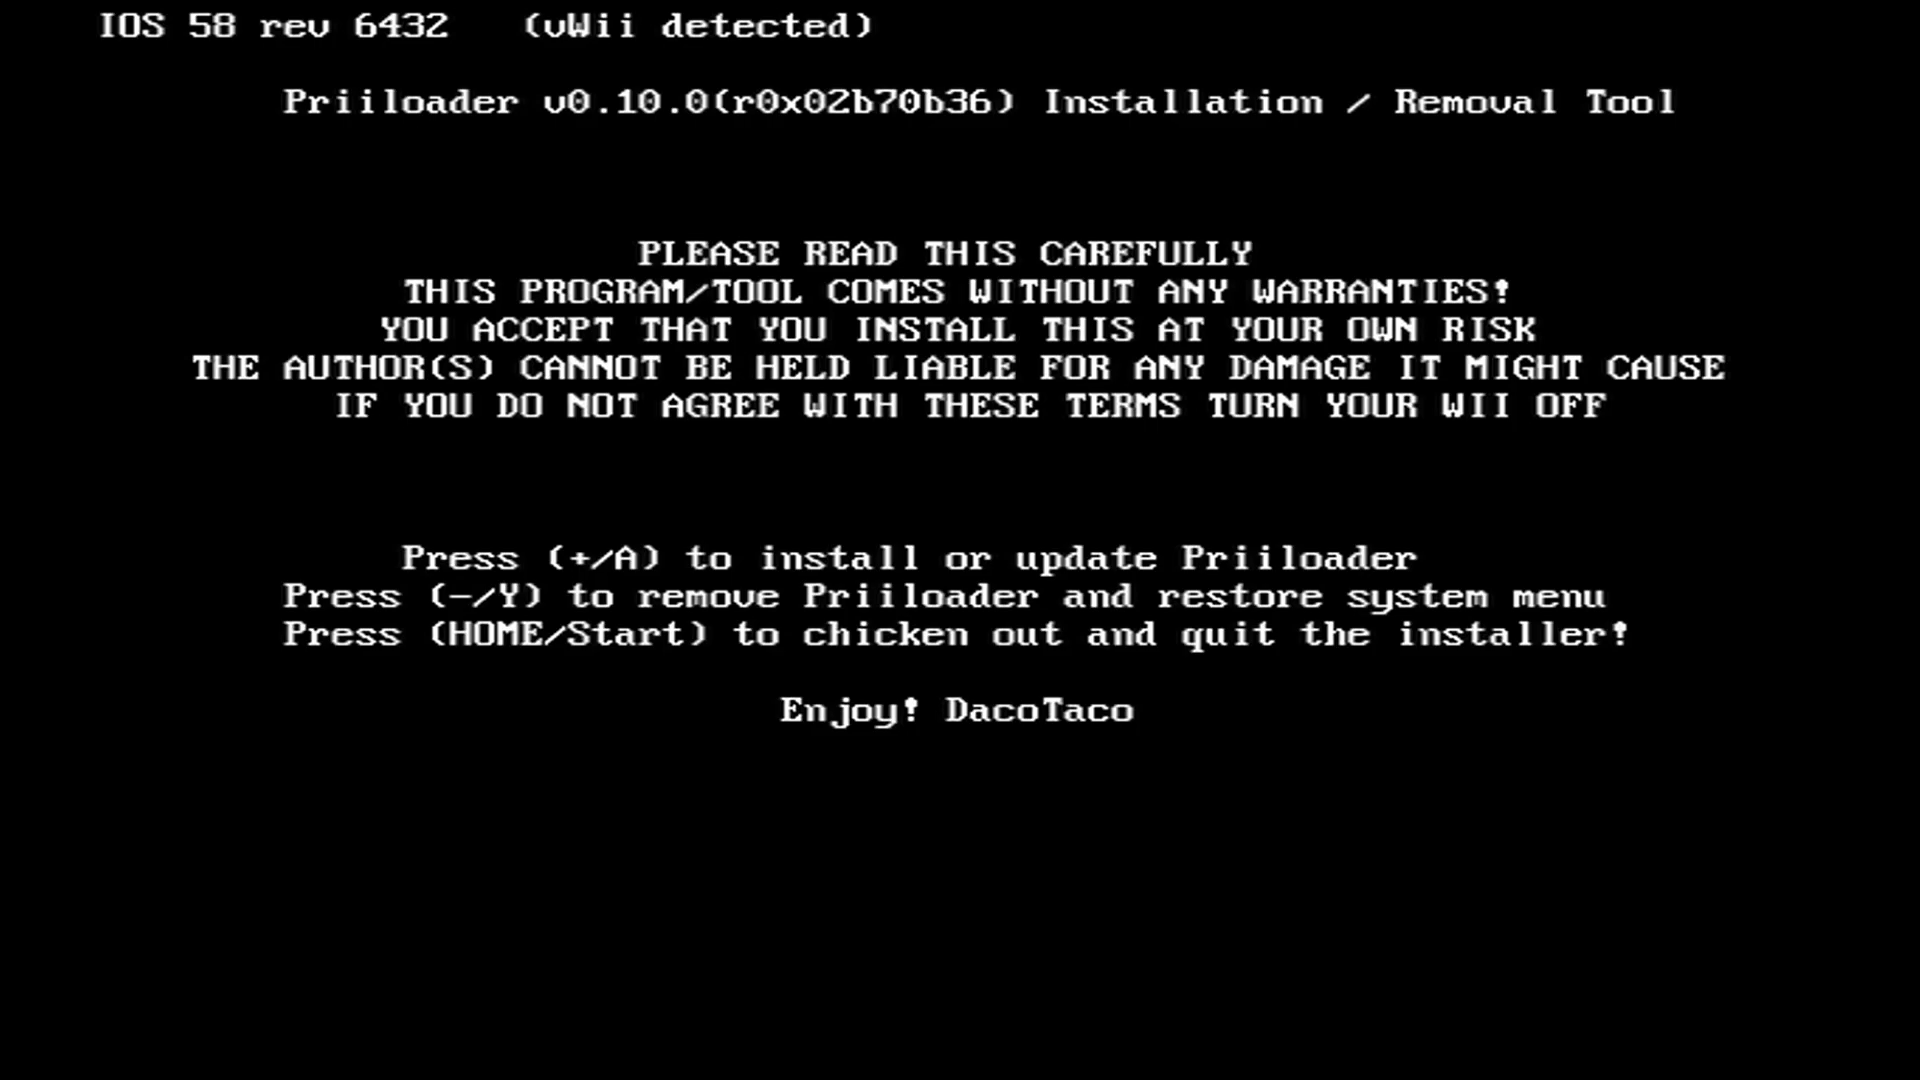 IOS 58 rev 6432 (vWii detected)
Priiloader v0.10.0(r0x02b70b36) Installation / Removal Tool
PLEASE READ THIS CAREFULLY
THIS PROGRAM/TOOL COMES WITHOUT ANY WARRANTIES!
YOU ACCEPT THAT YOU INSTALL THIS AT YOUR OWN RISK
THE AUTHOR(S) CANNOT BE HELD LIABLE FOR ANY DAMAGE IT MIGHT CAUSE
IF YOU DO NOT AGREE WITH THESE TERMS TURN YOUR WII OFF
Press (+/A) to install or update Priiloader
Press (-/Y) to remove Priiloader and restore system menu
Press (HOME/Start) to chicken out and quit the installer!
Enjoy! DacoTaco